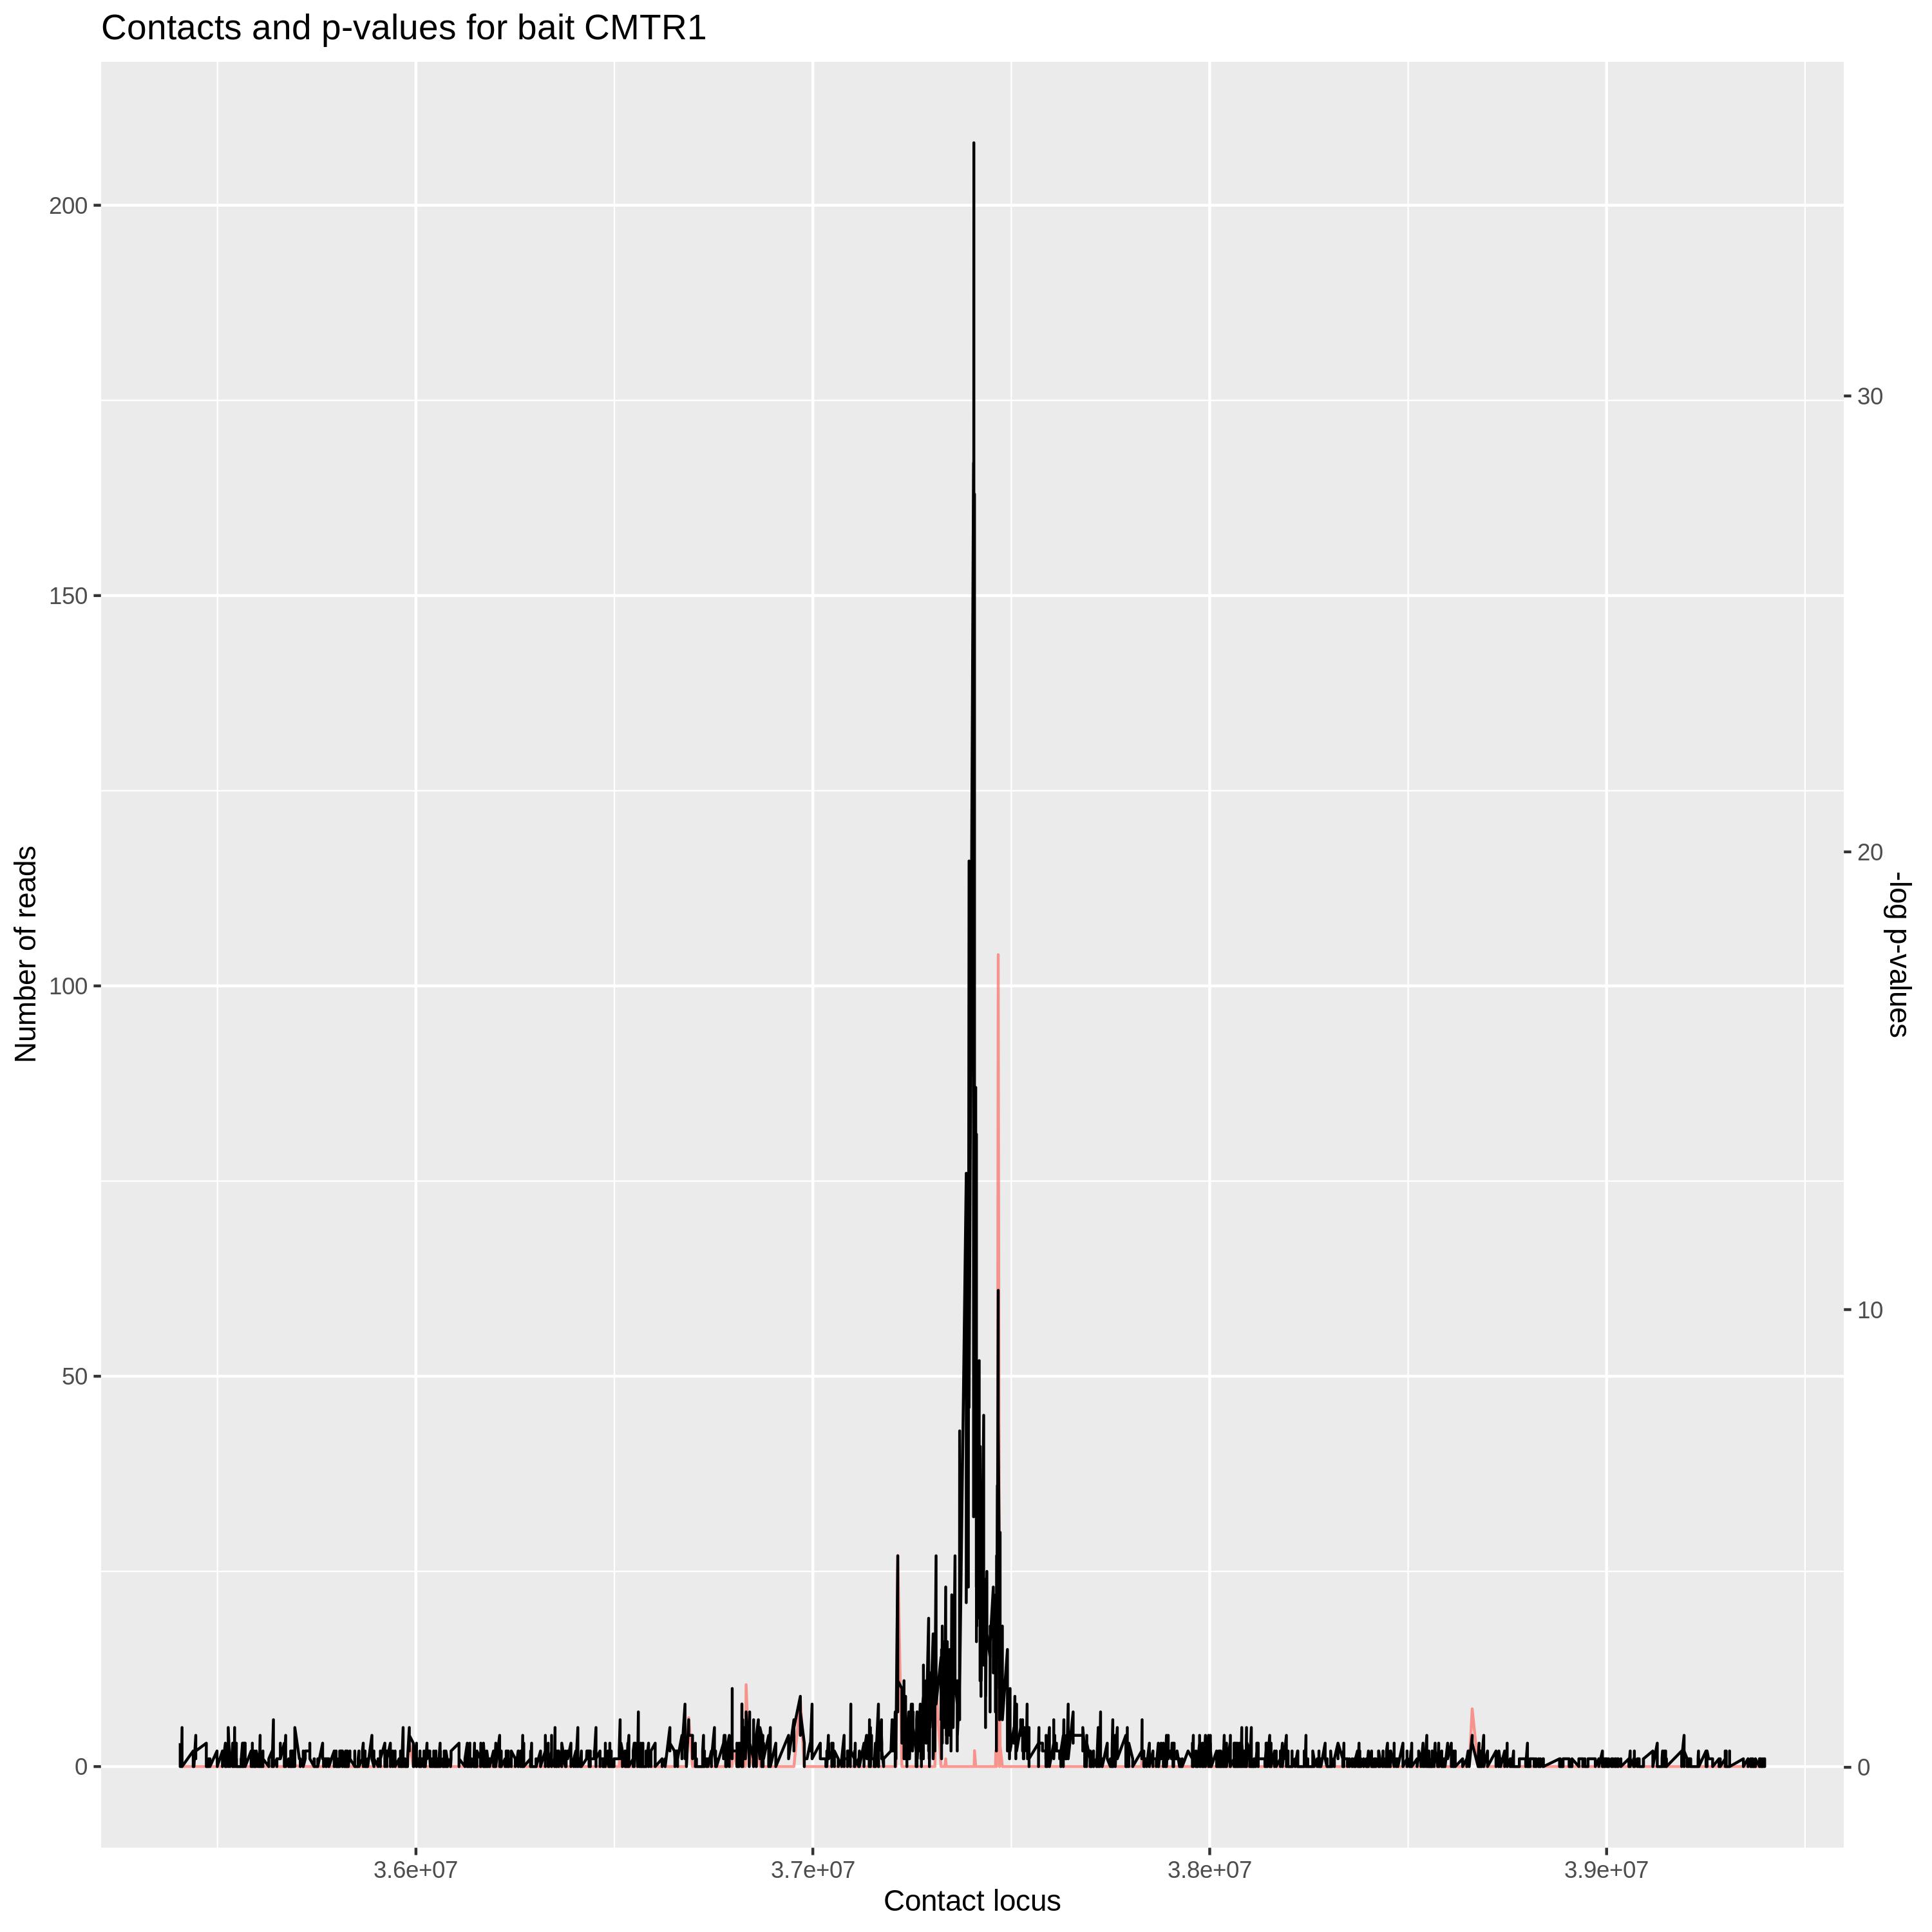 Contacts and p-values for bait CMTR1
Number of reads
200
150
100
50
0
30
20
10
0
-log p-values
3.6e+07
3.7e+07
3.8e+07
3.9e+07
Contact locus